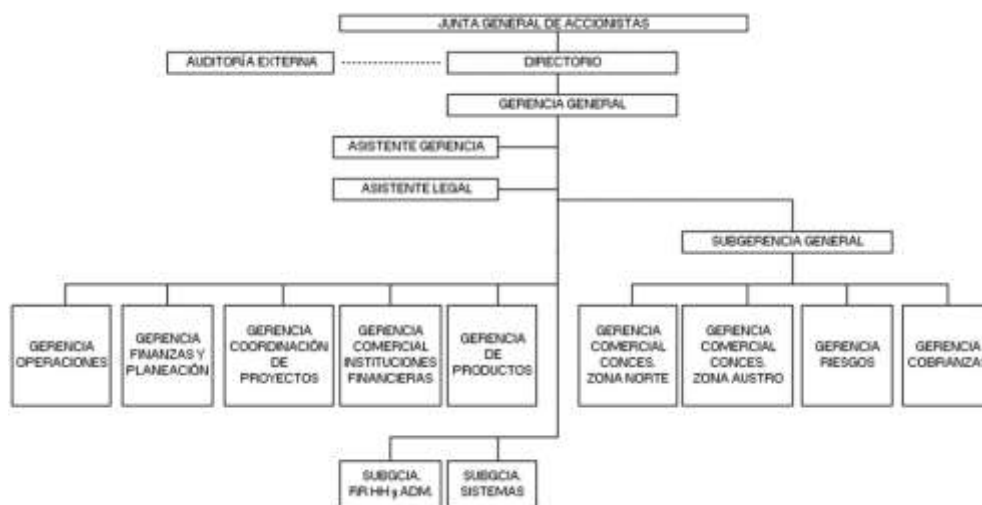 JUNTA GENERAL DE ACCIONISTAS
AUDITORÍA EXTERNA
DIRECTORIO
GERENCIA GENERAL
ASISTENTE GERENCIA
ASISTENTE LEGAL
SUBGERENCIA GENERAL
GERENCIA
OPERACIONES
GERENCIA
FINANZAS Y
PLANEACIÓN
GERENCIA
COORDINACIÓN
DE
PROYECTOS
GERENCIA
COMERCIAL
INSTITUCIONES
FINANCIERAS
GERENCIA
DE
PRODUCTOS
GERENCIA
COMERCIAL
CONCES.
ZONA NORTE
GERENCIA
COMERCIAL
CONCES.
ZONA AUSTRO
GERENCIA
RIESGOS
GERENCIA
COBRANZAS
SUBGCIA.
HH y ADM.
SUBGCIA.
SISTEMAS